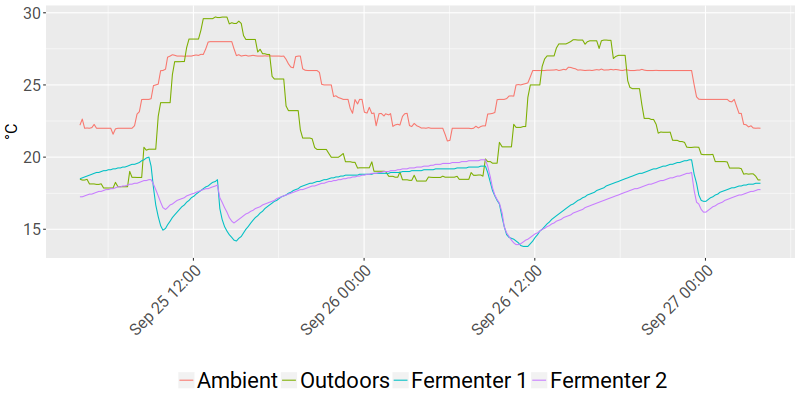 30
25
20
15
°C
Sep 25 12:00
Sep 26 00:00
Sep 26 12:00
Sep 27 00:00
Ambient Outdoors Fermenter 1 Fermenter 2